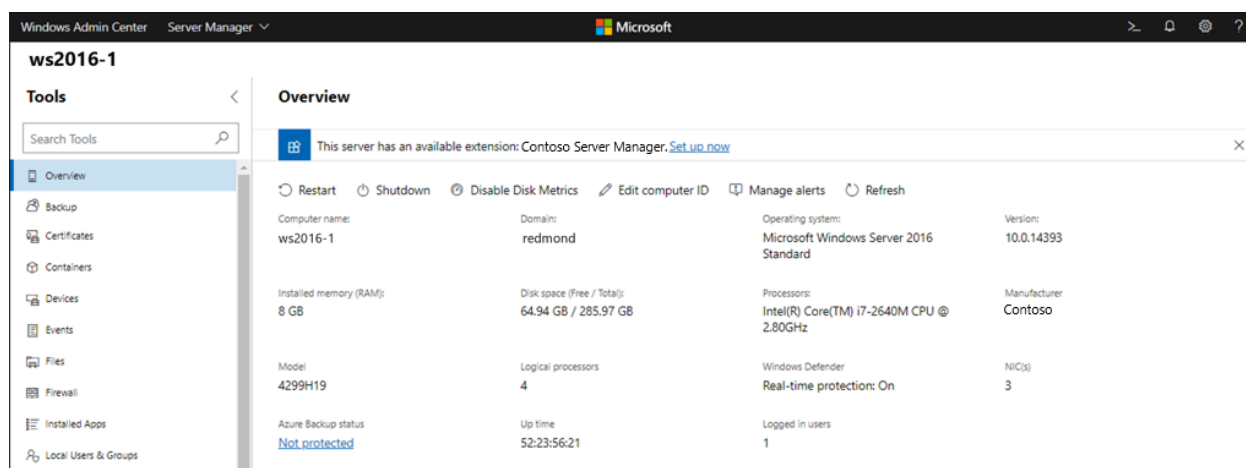 Windows Admin Center Server Manager Microsoft >_ ?
ws2016-1
Tools
Overview
Search Tools
This server has an available extension: Contoso Server Manager. Set up now
Overview
Backup
Certificates
Containers
Devices
Events
Files
Firewall
Installed Apps
Local Users & Groups
Restart Shutdown Disable Disk Metrics Edit computer ID Manage alerts Refresh
Computer name: Domain: Operating system: Version:
ws2016-1 redmond Microsoft Windows Server 2016 10.0.14393
Standard
Installed memory (RAM): Disk space (Free / Total): Processors: Manufacturer
8 GB 64.94 GB / 285.97 GB Intel(R) Core(TM) i7-2640M CPU @ Contoso
2.80GHz
Model Logical processors Windows Defender NIC(s)
4299H19 4 Real-time protection: On 3
Azure Backup status Up time Logged in users
Not protected 52:23:56:21 1